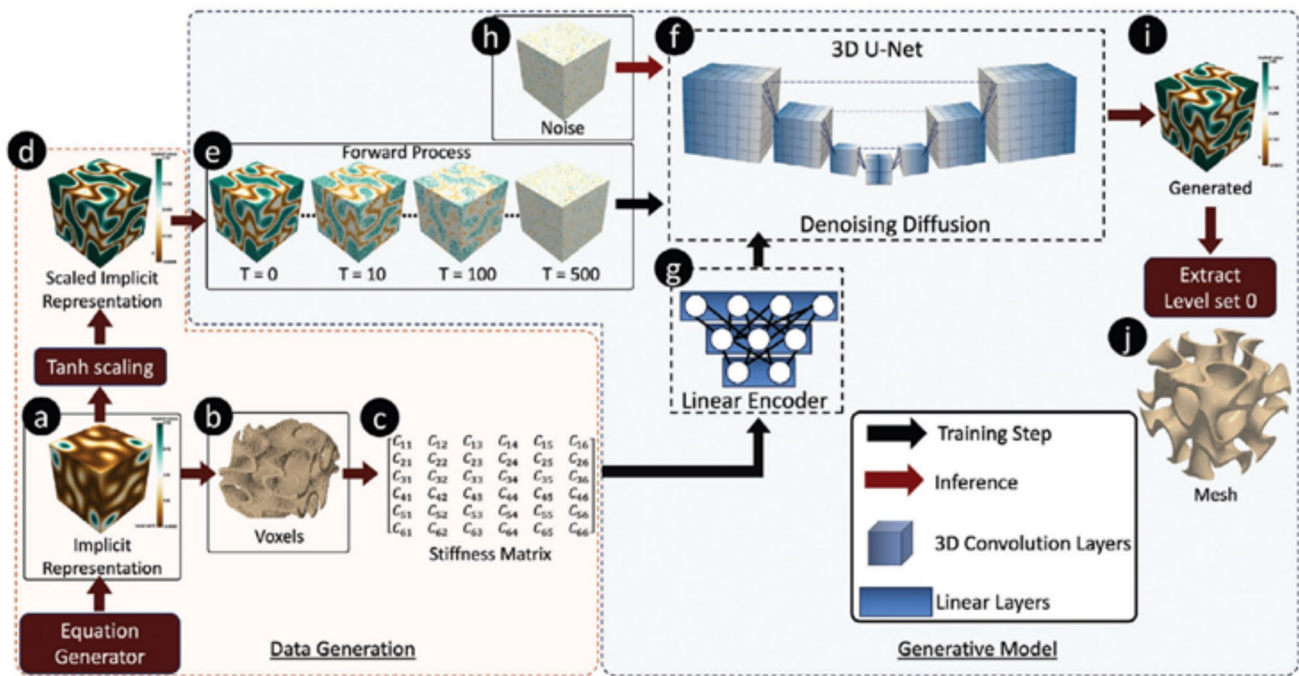 h
Noise
f
3D U-Net
Denoising Diffusion
i
Generated
d
Scaled Implicit
Representation
e
Forward Process
T = 0
T = 10
T = 100
T = 500
g
Linear Encoder
Extract
Level set 0
j
Mesh
Tanh scaling
a
Implicit
Representation
b
Voxels
c
C11 C12 C13 C14 C15 C16
C21 C22 C23 C24 C25 C26
C31 C32 C33 C34 C35 C36
C41 C42 C43 C44 C45 C46
C51 C52 C53 C54 C55 C56
C61 C62 C63 C64 C65 C66
Stiffness Matrix
Equation
Generator
Data Generation
Training Step
Inference
3D Convolution Layers
Linear Layers
Generative Model